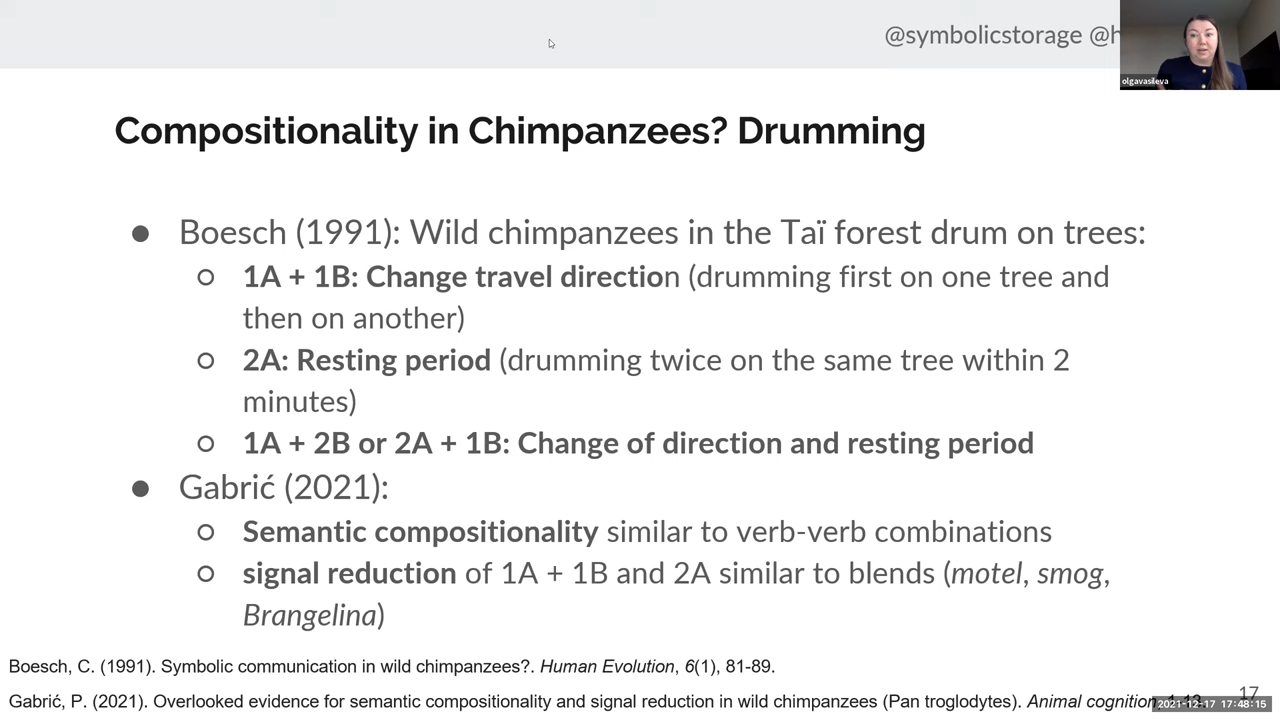 @symbolicstorage @h
olgavasileva
Compositionality in Chimpanzees? Drumming
● Boesch (1991): Wild chimpanzees in the Taï forest drum on trees:
○ 1A + 1B: Change travel direction (drumming first on one tree and
then on another)
○ 2A: Resting period (drumming twice on the same tree within 2
minutes)
○ 1A + 2B or 2A + 1B: Change of direction and resting period
● Gabrić (2021):
○ Semantic compositionality similar to verb-verb combinations
○ signal reduction of 1A + 1B and 2A similar to blends (motel, smog,
Brangelina)
Boesch, C. (1991). Symbolic communication in wild chimpanzees?. Human Evolution, 6(1), 81-89.
Gabrić, P. (2021). Overlooked evidence for semantic compositionality and signal reduction in wild chimpanzees (Pan troglodytes). Animal cognition
17
2021-12-17 17:48:15